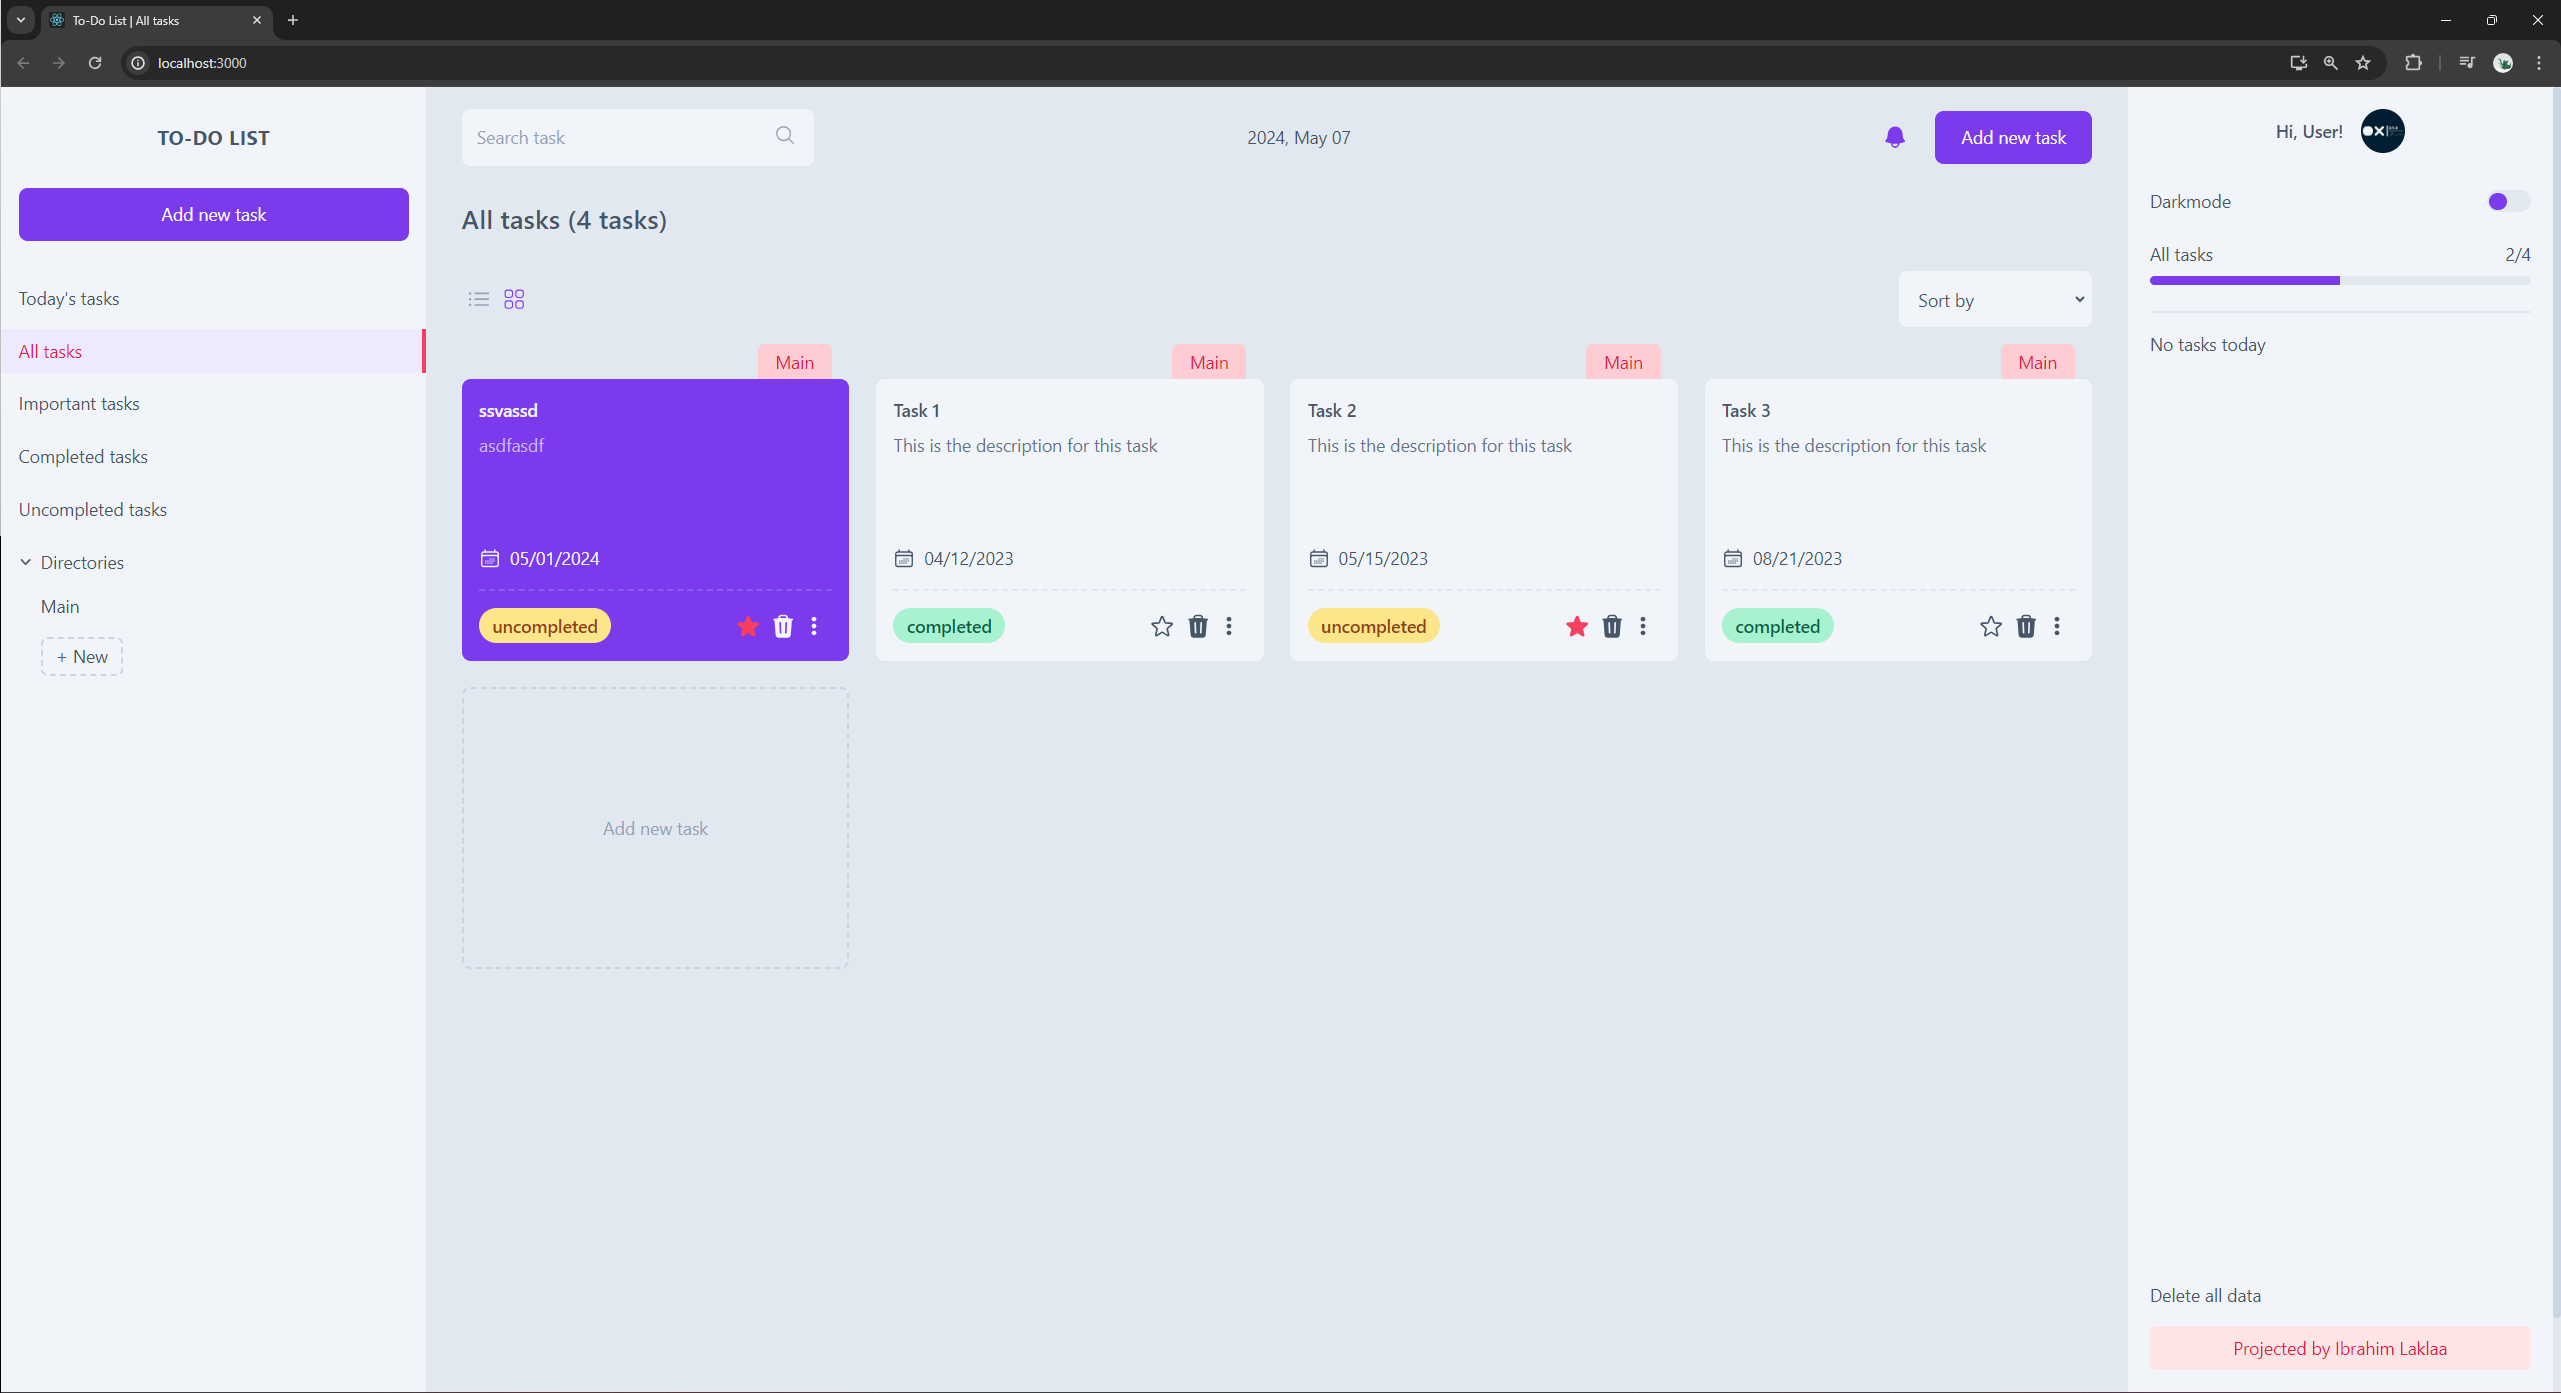 To-Do List | All tasks
localhost:3000
TO-DO LIST
Add new task
Today's tasks
All tasks
Important tasks
Completed tasks
Uncompleted tasks
Directories
Main
+ New
Search task
2024, May 07
Add new task
All tasks (4 tasks)
Sort by
Main
ssvassd
asdfasdf
05/01/2024
uncompleted
Main
Task 1
This is the description for this task
04/12/2023
completed
Main
Task 2
This is the description for this task
05/15/2023
uncompleted
Main
Task 3
This is the description for this task
08/21/2023
completed
Add new task
Hi, User!
Darkmode
All tasks 2/4
No tasks today
Delete all data
Projected by Ibrahim Laklaa